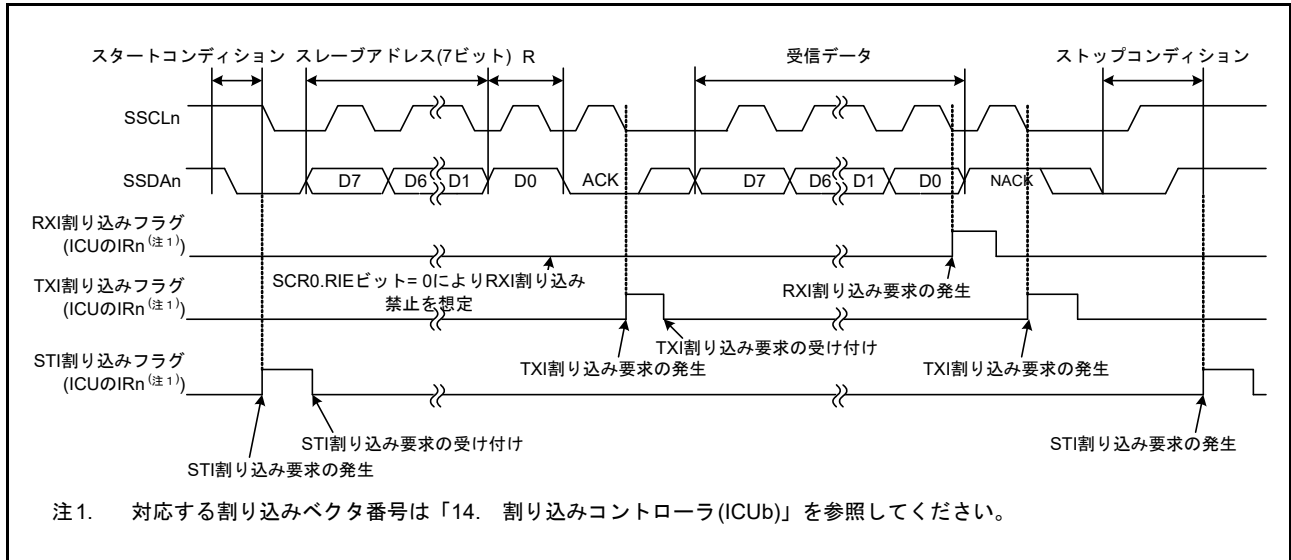 スタートコンディション スレーブアドレス(7ビット) R 受信データ ストップコンディション
SSCLn
SSDAn D7 D6 D1 D0 ACK D7 D6 D1 D0 NACK
RXI割り込みフラグ
(ICUのIRn(注1))
SCR0.RIEビット= 0によりRXI割り込み
禁止を想定
RXI割り込み要求の発生
TXI割り込みフラグ
(ICUのIRn(注1))
TXI割り込み要求の受け付け
TXI割り込み要求の発生 TXI割り込み要求の発生
STI割り込みフラグ
(ICUのIRn(注1))
STI割り込み要求の受け付け STI割り込み要求の発生
STI割り込み要求の発生
注1. 対応する割り込みベクタ番号は「14. 割り込みコントローラ(ICUb)」を参照してください。